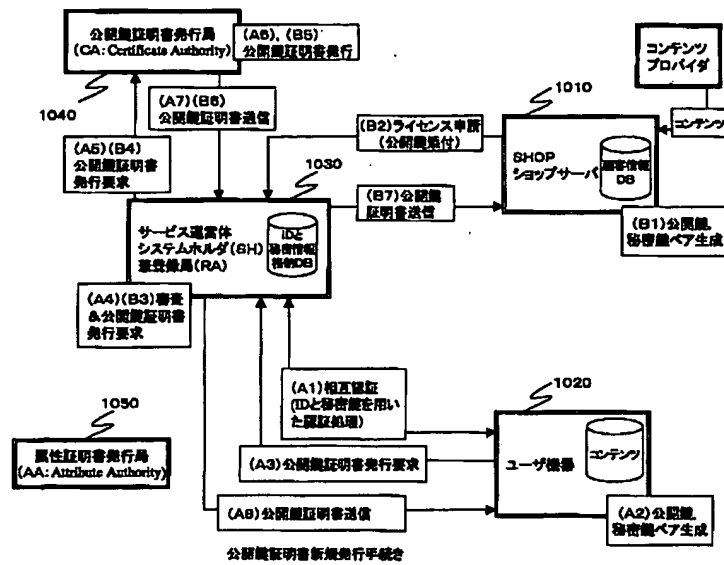 公開鍵証明書発行局
(CA: Certificate Authority)
(A6)、(B5)
公開鍵証明書発行
1040
(A7)(B6)
公開鍵証明書送信
(A5)(B4)
公開鍵証明書
発行要求
1030
サービス運営体
システムホルダ(SH)
兼登録局(RA)
IDと
秘密情報
格納DB
(A4)(B3)審査
&公開鍵証明書
発行要求
(B2)ライセンス申請
(公開鍵添付)
(B7)公開鍵
証明書送信
1010
SHOP
ショップサーバ
顧客情報
DB
(B1)公開鍵、
秘密鍵ペア生成
コンテンツ
プロバイダ
コンテンツ
(A1)相互認証
(IDと秘密鍵を用い
た認証処理)
(A3)公開鍵証明書発行要求
(A8)公開鍵証明書送信
1020
ユーザ機器
コンテンツ
(A2)公開鍵、
秘密鍵ペア生成
1050
属性証明書発行局
(AA: Attribute Authority)
公開鍵証明書新規発行手続き